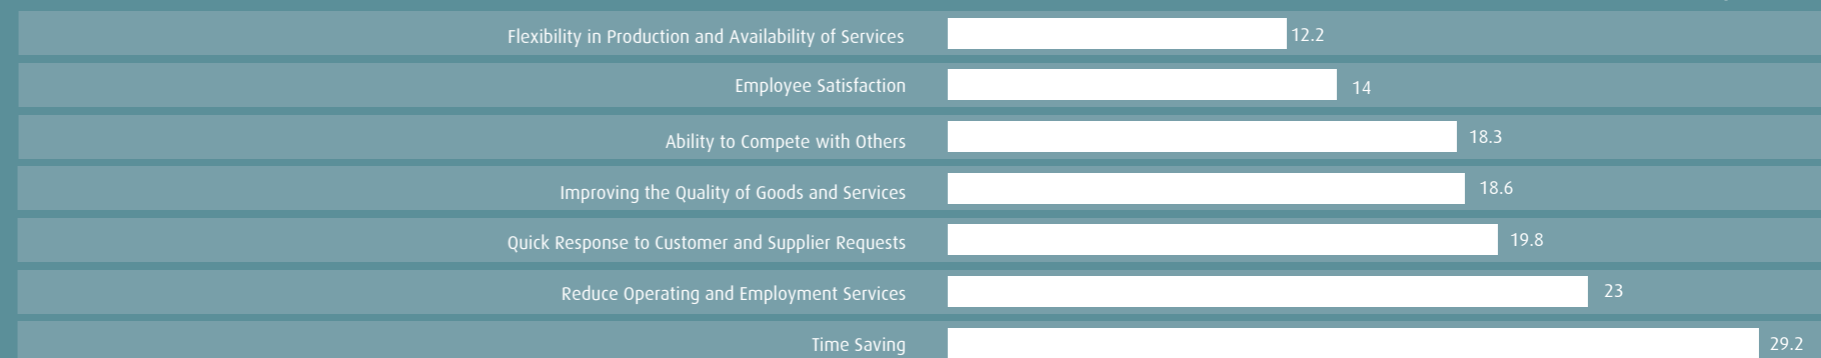 Flexibility in Production and Availability of Services 12.2
Employee Satisfaction 14
Ability to Compete with Others 18.3
Improving the Quality of Goods and Services 18.6
Quick Response to Customer and Supplier Requests 19.8
Reduce Operating and Employment Services 23
Time Saving 29.2